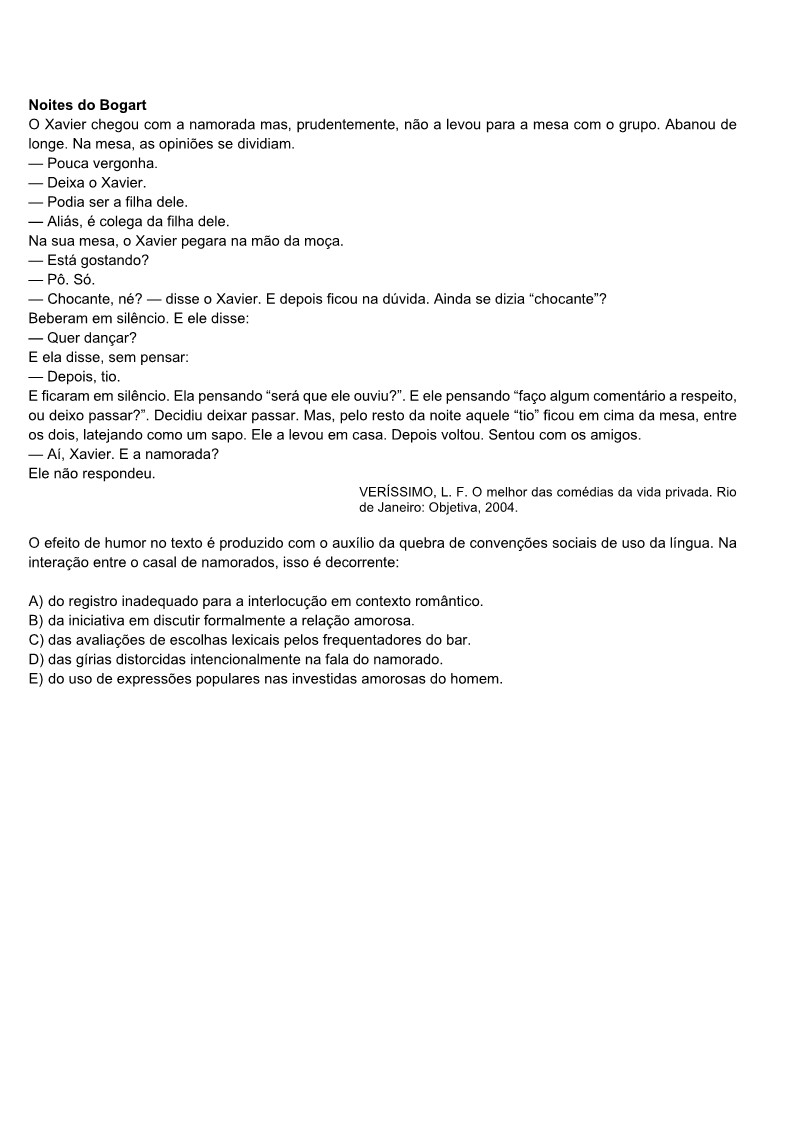 Noites do Bogart
O Xavier chegou com a namorada mas, prudentemente, não a levou para a mesa com o grupo. Abanou de
longe. Na mesa, as opiniões se dividiam.
— Pouca vergonha.
— Deixa o Xavier.
— Podia ser a filha dele.
— Aliás, é colega da filha dele.
Na sua mesa, o Xavier pegara na mão da moça.
— Está gostando?
— Pô. Só.
— Chocante, né? — disse o Xavier. E depois ficou na dúvida. Ainda se dizia “chocante”?
Beberam em silêncio. E ele disse:
— Quer dançar?
E ela disse, sem pensar:
— Depois, tio.
E ficaram em silêncio. Ela pensando “será que ele ouviu?”. E ele pensando “faço algum comentário a respeito,
ou deixo passar?”. Decidiu deixar passar. Mas, pelo resto da noite aquele “tio” ficou em cima da mesa, entre
os dois, latejando como um sapo. Ele a levou em casa. Depois voltou. Sentou com os amigos.
— Aí, Xavier. E a namorada?
Ele não respondeu.
VERÍSSIMO, L. F. O melhor das comédias da vida privada. Rio
de Janeiro: Objetiva, 2004.
O efeito de humor no texto é produzido com o auxílio da quebra de convenções sociais de uso da língua. Na
interação entre o casal de namorados, isso é decorrente:
A) do registro inadequado para a interlocução em contexto romântico.
B) da iniciativa em discutir formalmente a relação amorosa.
C) das avaliações de escolhas lexicais pelos frequentadores do bar.
D) das gírias distorcidas intencionalmente na fala do namorado.
E) do uso de expressões populares nas investidas amorosas do homem.